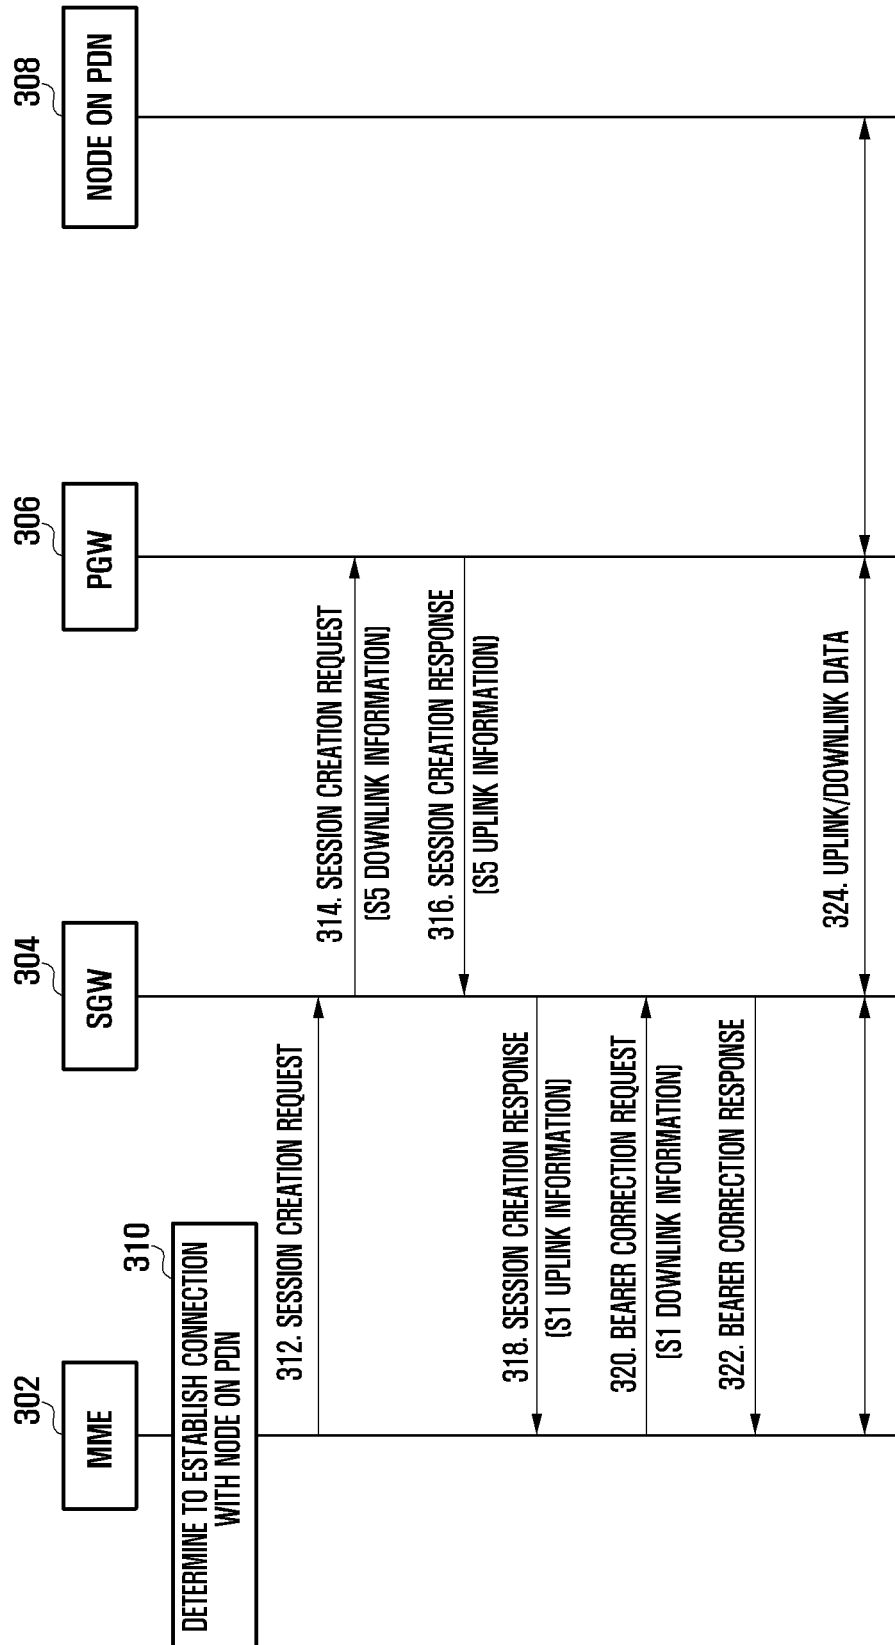 302
MME
304
SGW
306
PGW
308
NODE ON PDN
310
DETERMINE TO ESTABLISH CONNECTION
WITH NODE ON PDN
312. SESSION CREATION REQUEST
314. SESSION CREATION REQUEST
(S5 DOWNLINK INFORMATION)
316. SESSION CREATION RESPONSE
(S5 UPLINK INFORMATION)
318. SESSION CREATION RESPONSE
(S1 UPLINK INFORMATION)
320. BEARER CORRECTION REQUEST
(S1 DOWNLINK INFORMATION)
322. BEARER CORRECTION RESPONSE
324. UPLINK/DOWNLINK DATA